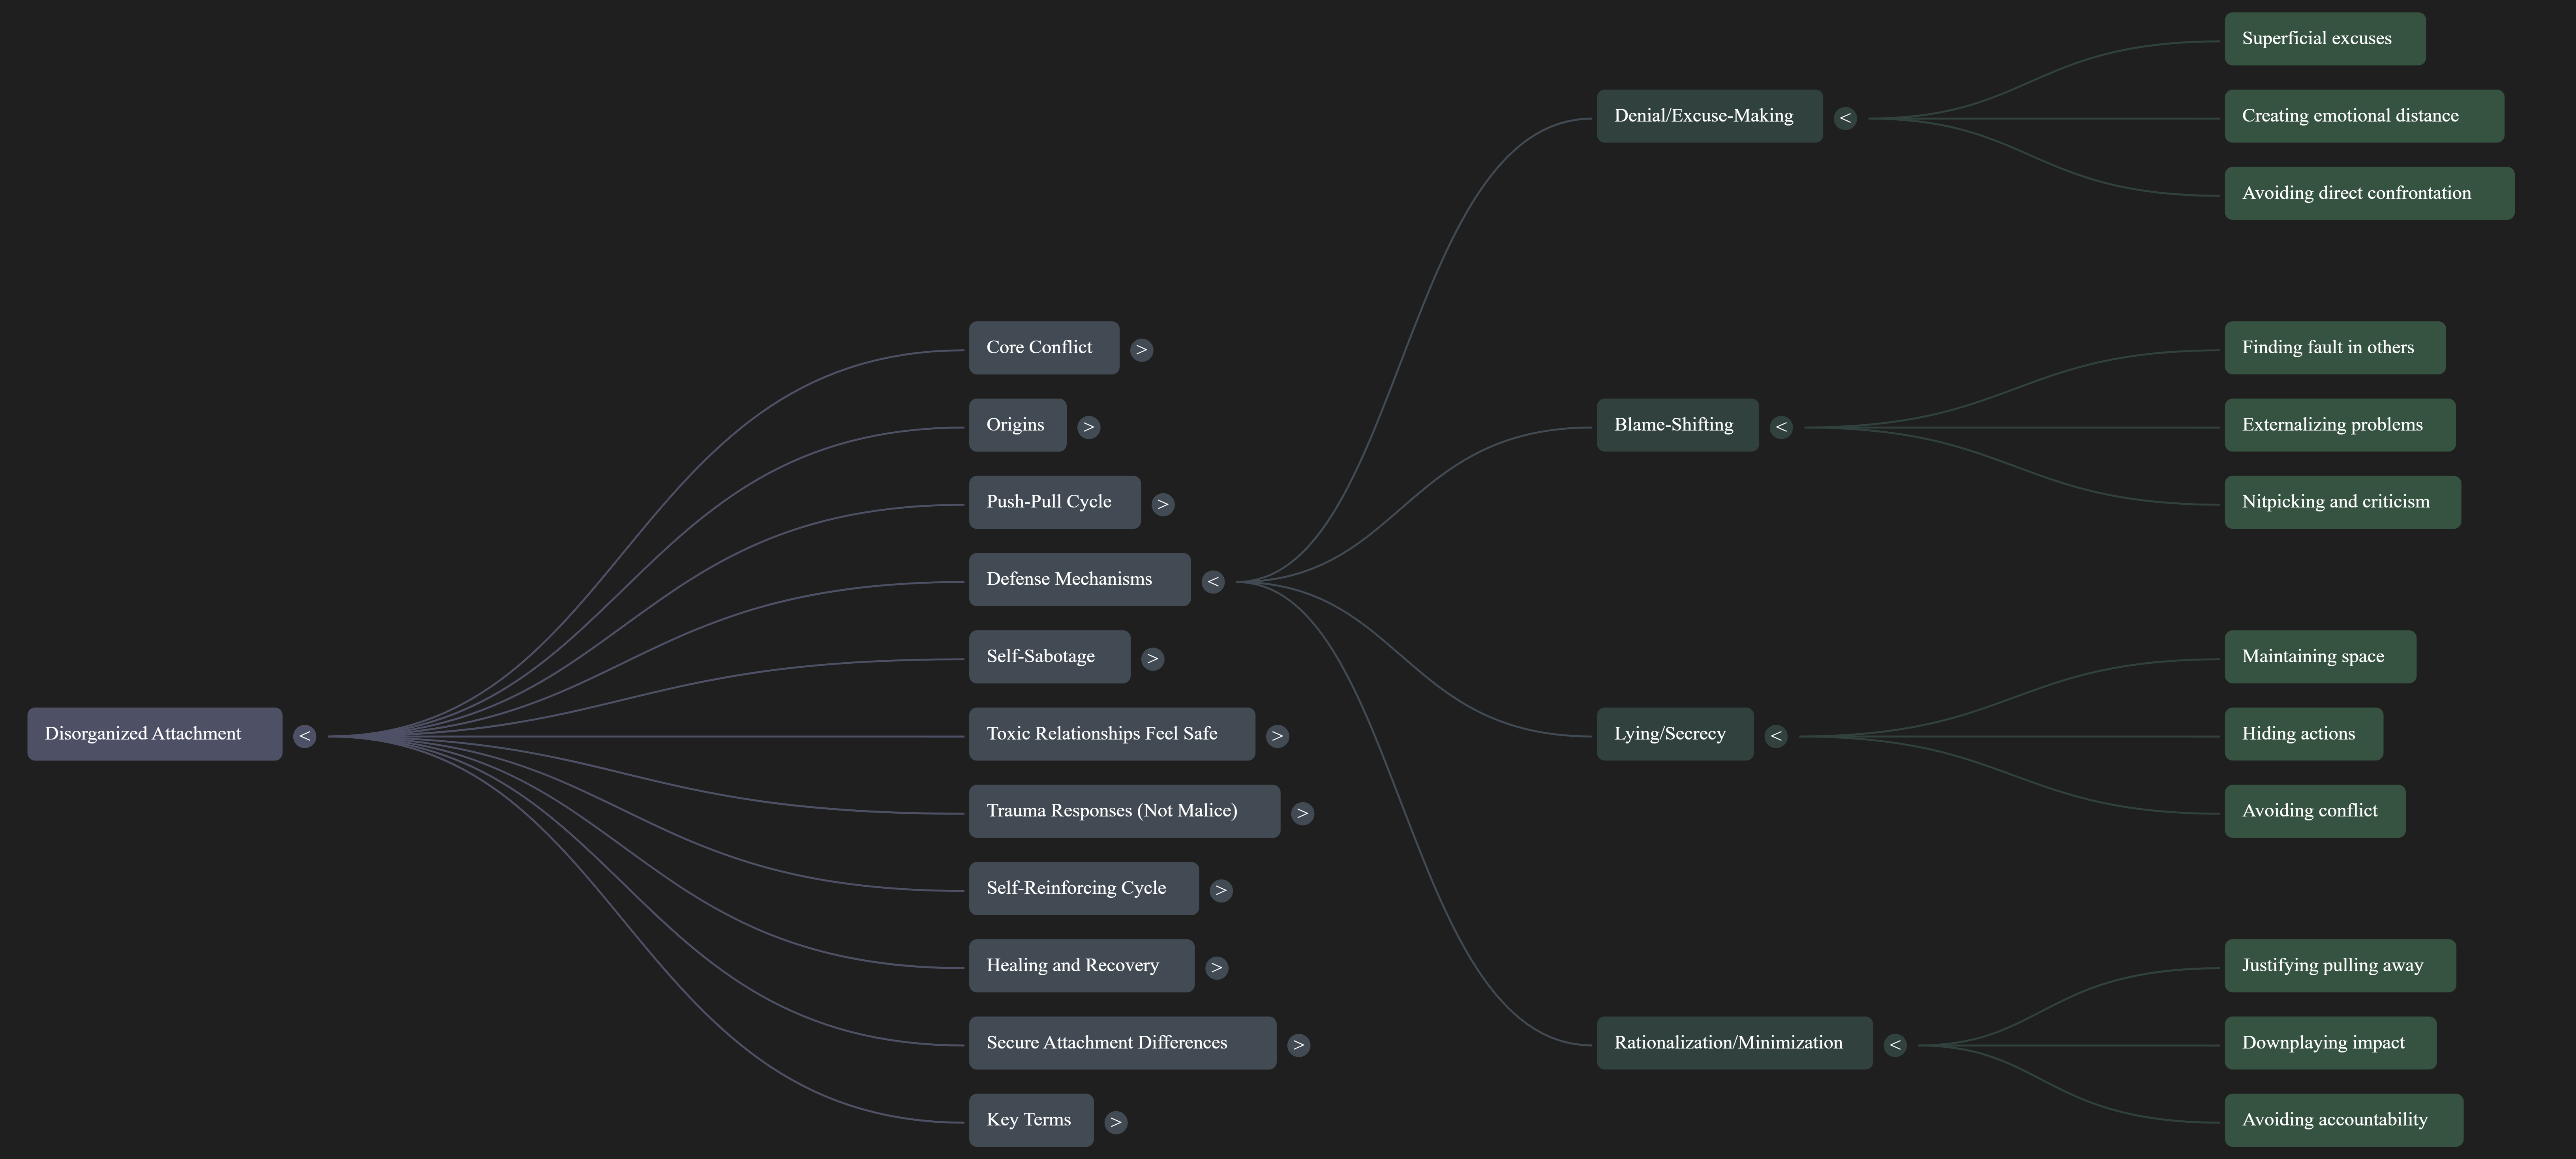 Disorganized Attachment <
Core Conflict >
Origins >
Push-Pull Cycle >
Defense Mechanisms <
Self-Sabotage >
Toxic Relationships Feel Safe >
Trauma Responses (Not Malice) >
Self-Reinforcing Cycle >
Healing and Recovery >
Secure Attachment Differences >
Key Terms >
Denial/Excuse-Making <
Superficial excuses
Creating emotional distance
Avoiding direct confrontation
Blame-Shifting <
Finding fault in others
Externalizing problems
Nitpicking and criticism
Lying/Secrecy <
Maintaining space
Hiding actions
Avoiding conflict
Rationalization/Minimization <
Justifying pulling away
Downplaying impact
Avoiding accountability